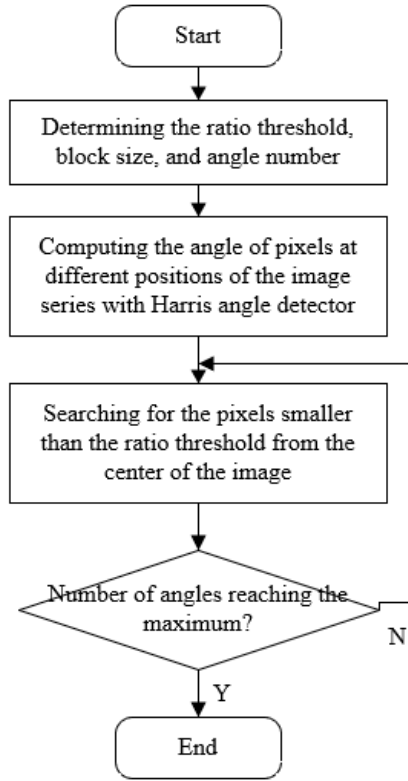 Start
Determining the ratio threshold,
block size, and angle number
Computing the angle of pixels at
different positions of the image
series with Harris angle detector
Searching for the pixels smaller
than the ratio threshold from the
center of the image
Number of angles reaching the
maximum?
N
Y
End